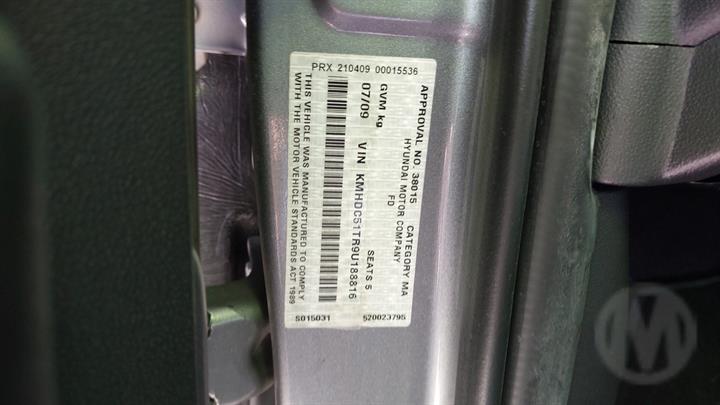 PRX 210409 00015536
APPROVAL NO. 38015 CATEGORY MA
HYUNDAI MOTOR COMPANY
FD
GVM kg SEATS 5
07/09 VIN KMHDC51TR9U188816
THIS VEHICLE WAS MANUFACTURED TO COMPLY
WITH THE MOTOR VEHICLE STANDARDS ACT 1989
S015031 520023795
M